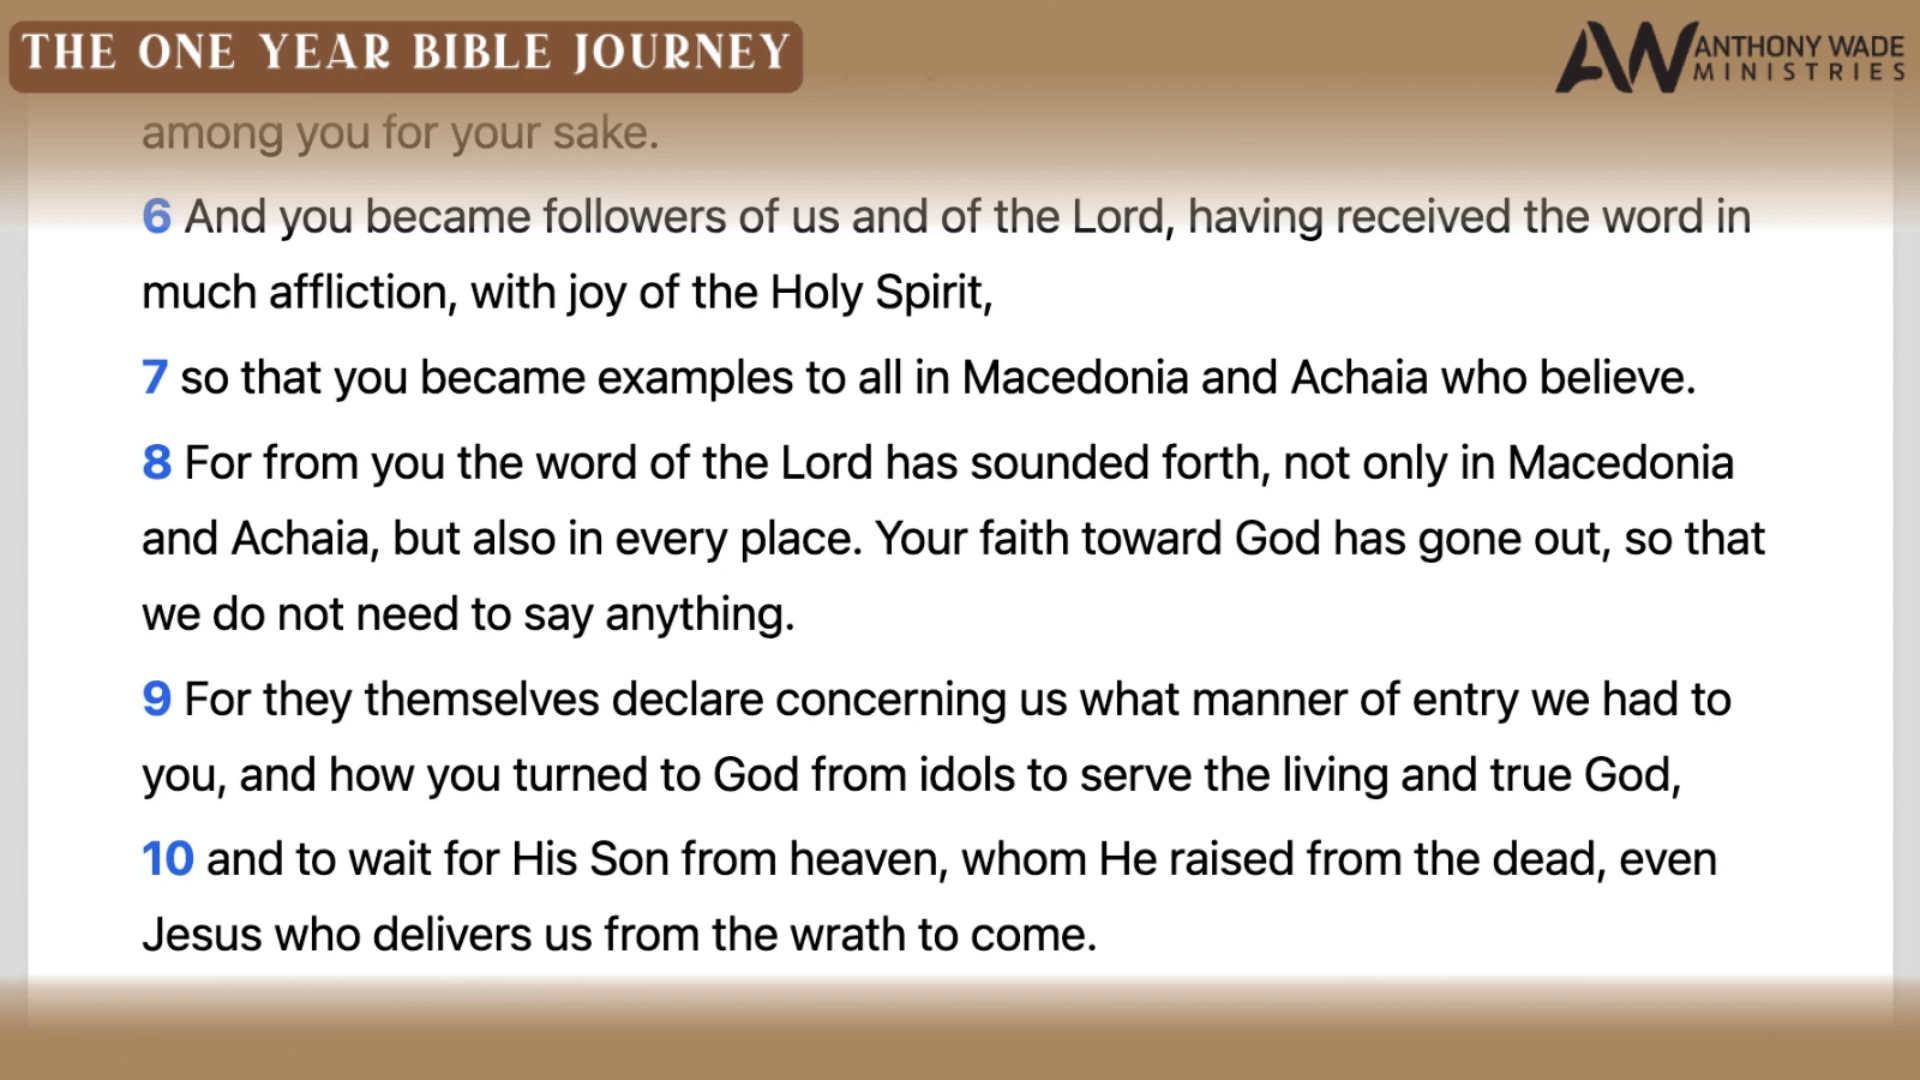 THE ONE YEAR BIBLE JOURNEY
AW ANTHONY WADE
MINISTRIES
among you for your sake.
6 And you became followers of us and of the Lord, having received the word in
much affliction, with joy of the Holy Spirit,
7 so that you became examples to all in Macedonia and Achaia who believe.
8 For from you the word of the Lord has sounded forth, not only in Macedonia
and Achaia, but also in every place. Your faith toward God has gone out, so that
we do not need to say anything.
9 For they themselves declare concerning us what manner of entry we had to
you, and how you turned to God from idols to serve the living and true God,
10 and to wait for His Son from heaven, whom He raised from the dead, even
Jesus who delivers us from the wrath to come.